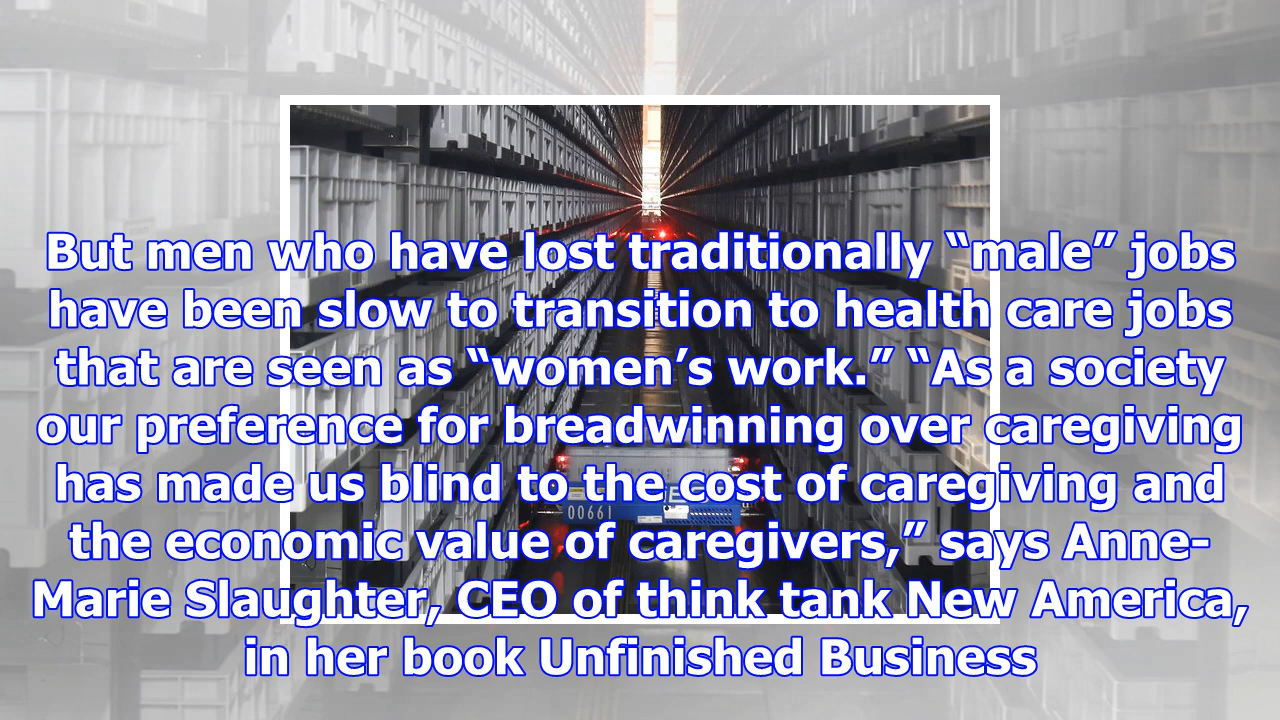 But men who have lost traditionally “male” jobs
have been slow to transition to health care jobs
that are seen as “women’s work.” “As a society
our preference for breadwinning over caregiving
has made us blind to the cost of caregiving and
the economic value of caregivers,” says Anne-
Marie Slaughter, CEO of think tank New America,
in her book Unfinished Business
00661